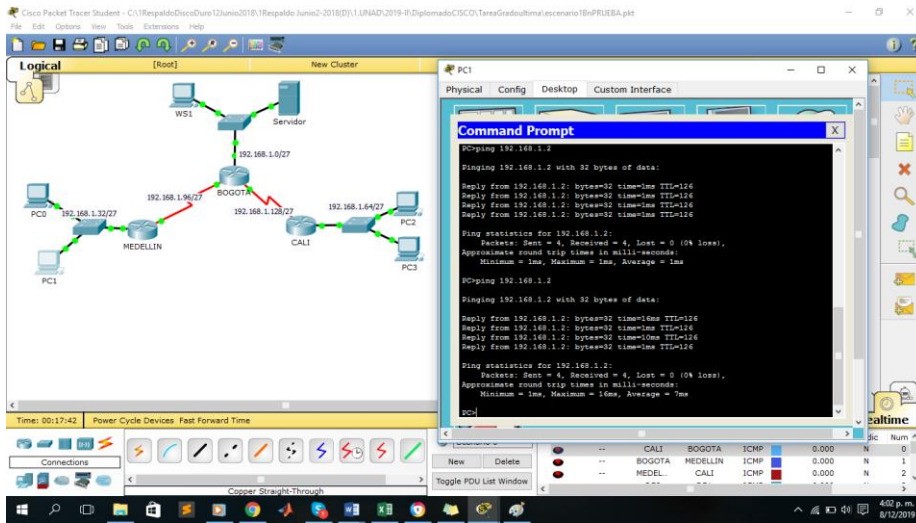 Cisco Packet Tracer Student - C:\1RespaldoDiscoDuro12Junio2018\1Respaldo Junio2-2018(D)\1.UNAD\2019-II\DiplomadoCISCO\TareaGradoultima\escenario1BnPRUEBA.pkt
File Edit Options View Tools Extensions Help
Logical [Root] New Cluster
WS1
Servidor
192.168.1.0/27
BOGOTA
192.168.1.96/27
192.168.1.128/27
192.168.1.64/27
PC0
192.168.1.32/27
MEDELLIN
CALI
PC2
PC1
PC3
PC1
Physical Config Desktop Custom Interface
Command Prompt X
PC>ping 192.168.1.2
Pinging 192.168.1.2 with 32 bytes of data:
Reply from 192.168.1.2: bytes=32 time=1ms TTL=126
Reply from 192.168.1.2: bytes=32 time=1ms TTL=126
Reply from 192.168.1.2: bytes=32 time=1ms TTL=126
Reply from 192.168.1.2: bytes=32 time=1ms TTL=126
Ping statistics for 192.168.1.2:
Packets: Sent = 4, Received = 4, Lost = 0 (0% loss),
Approximate round trip times in milli-seconds:
Minimum = 1ms, Maximum = 1ms, Average = 1ms
PC>ping 192.168.1.2
Pinging 192.168.1.2 with 32 bytes of data:
Reply from 192.168.1.2: bytes=32 time=16ms TTL=126
Reply from 192.168.1.2: bytes=32 time=1ms TTL=126
Reply from 192.168.1.2: bytes=32 time=10ms TTL=126
Reply from 192.168.1.2: bytes=32 time=1ms TTL=126
Ping statistics for 192.168.1.2:
Packets: Sent = 4, Received = 4, Lost = 0 (0% loss),
Approximate round trip times in milli-seconds:
Minimum = 1ms, Maximum = 16ms, Average = 7ms
PC>
Time: 00:17:42 Power Cycle Devices Fast Forward Time
ealtime
Connections
Copper Straight-Through
New Delete
Toggle PDU List Window
dic Num
-- CALI BOGOTA ICMP 0.000 N 0
-- BOGOTA MEDELLIN ICMP 0.000 N 1
-- MEDEL... CALI ICMP 0.000 N 2
4:02 p. m.
8/12/2019